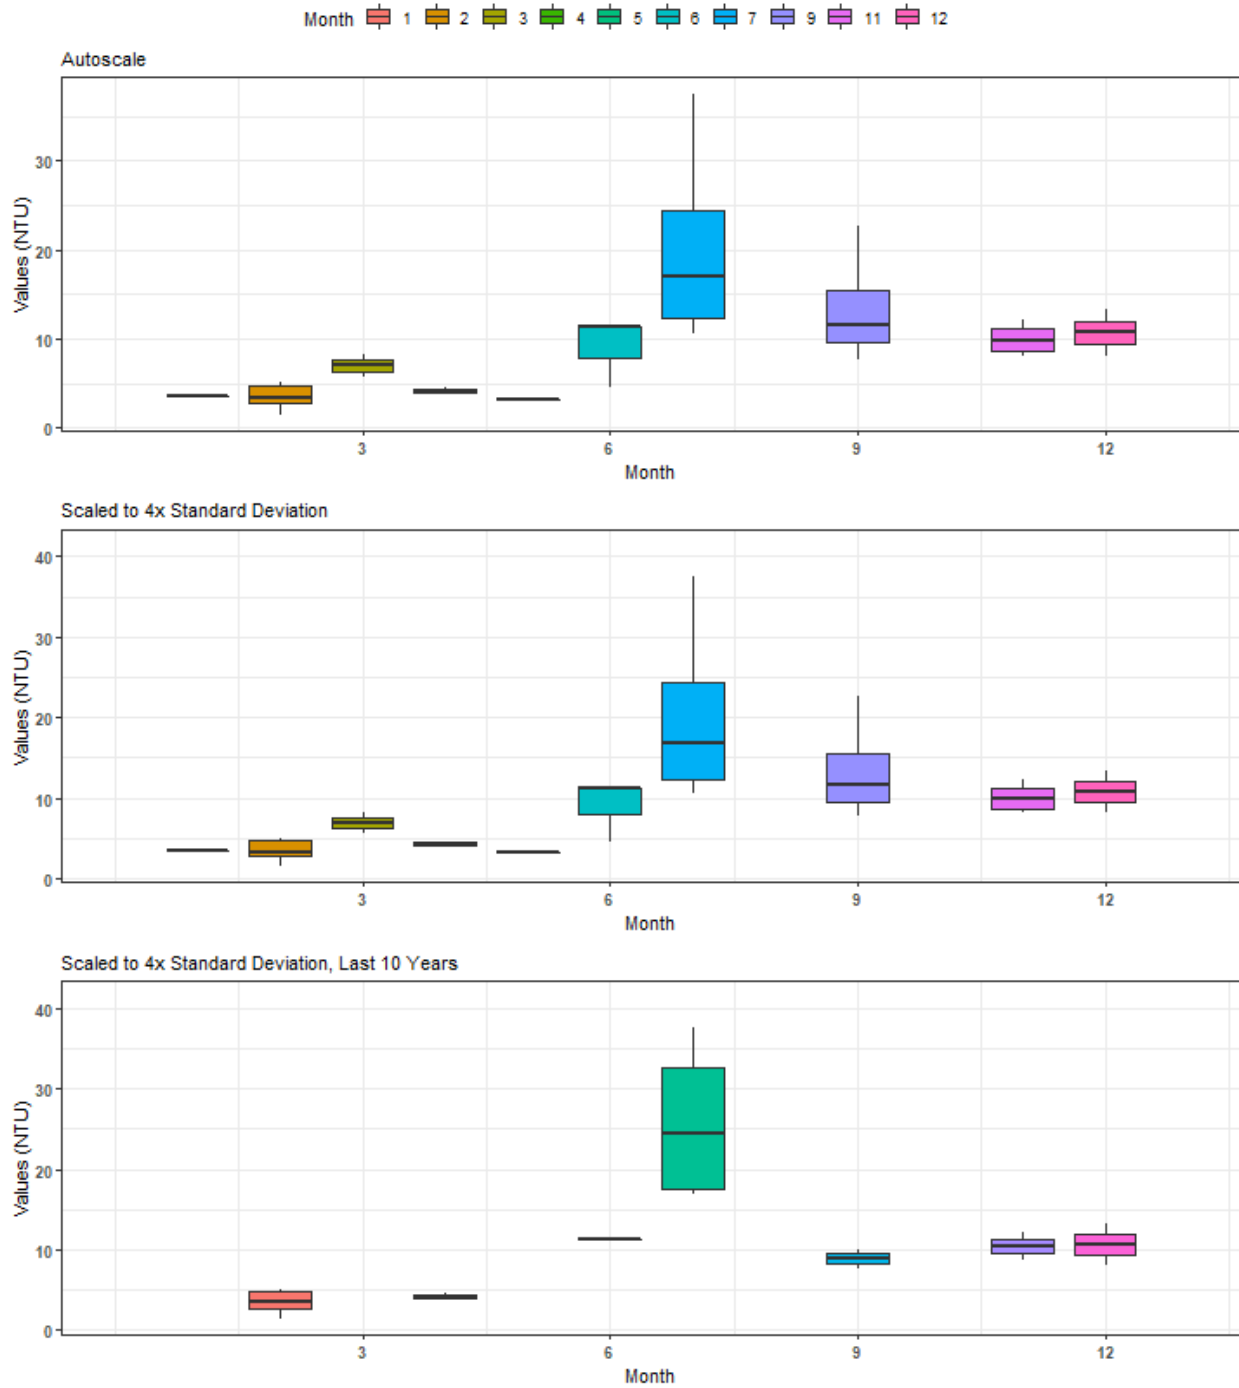 Month 1 2 3 4 5 6 7 9 11 12
Autoscale
Values (NTU)
30
20
10
0
3 6 9 12
Month
Scaled to 4x Standard Deviation
Values (NTU)
40
30
20
10
0
3 6 9 12
Month
Scaled to 4x Standard Deviation, Last 10 Years
Values (NTU)
40
30
20
10
0
3 6 9 12
Month